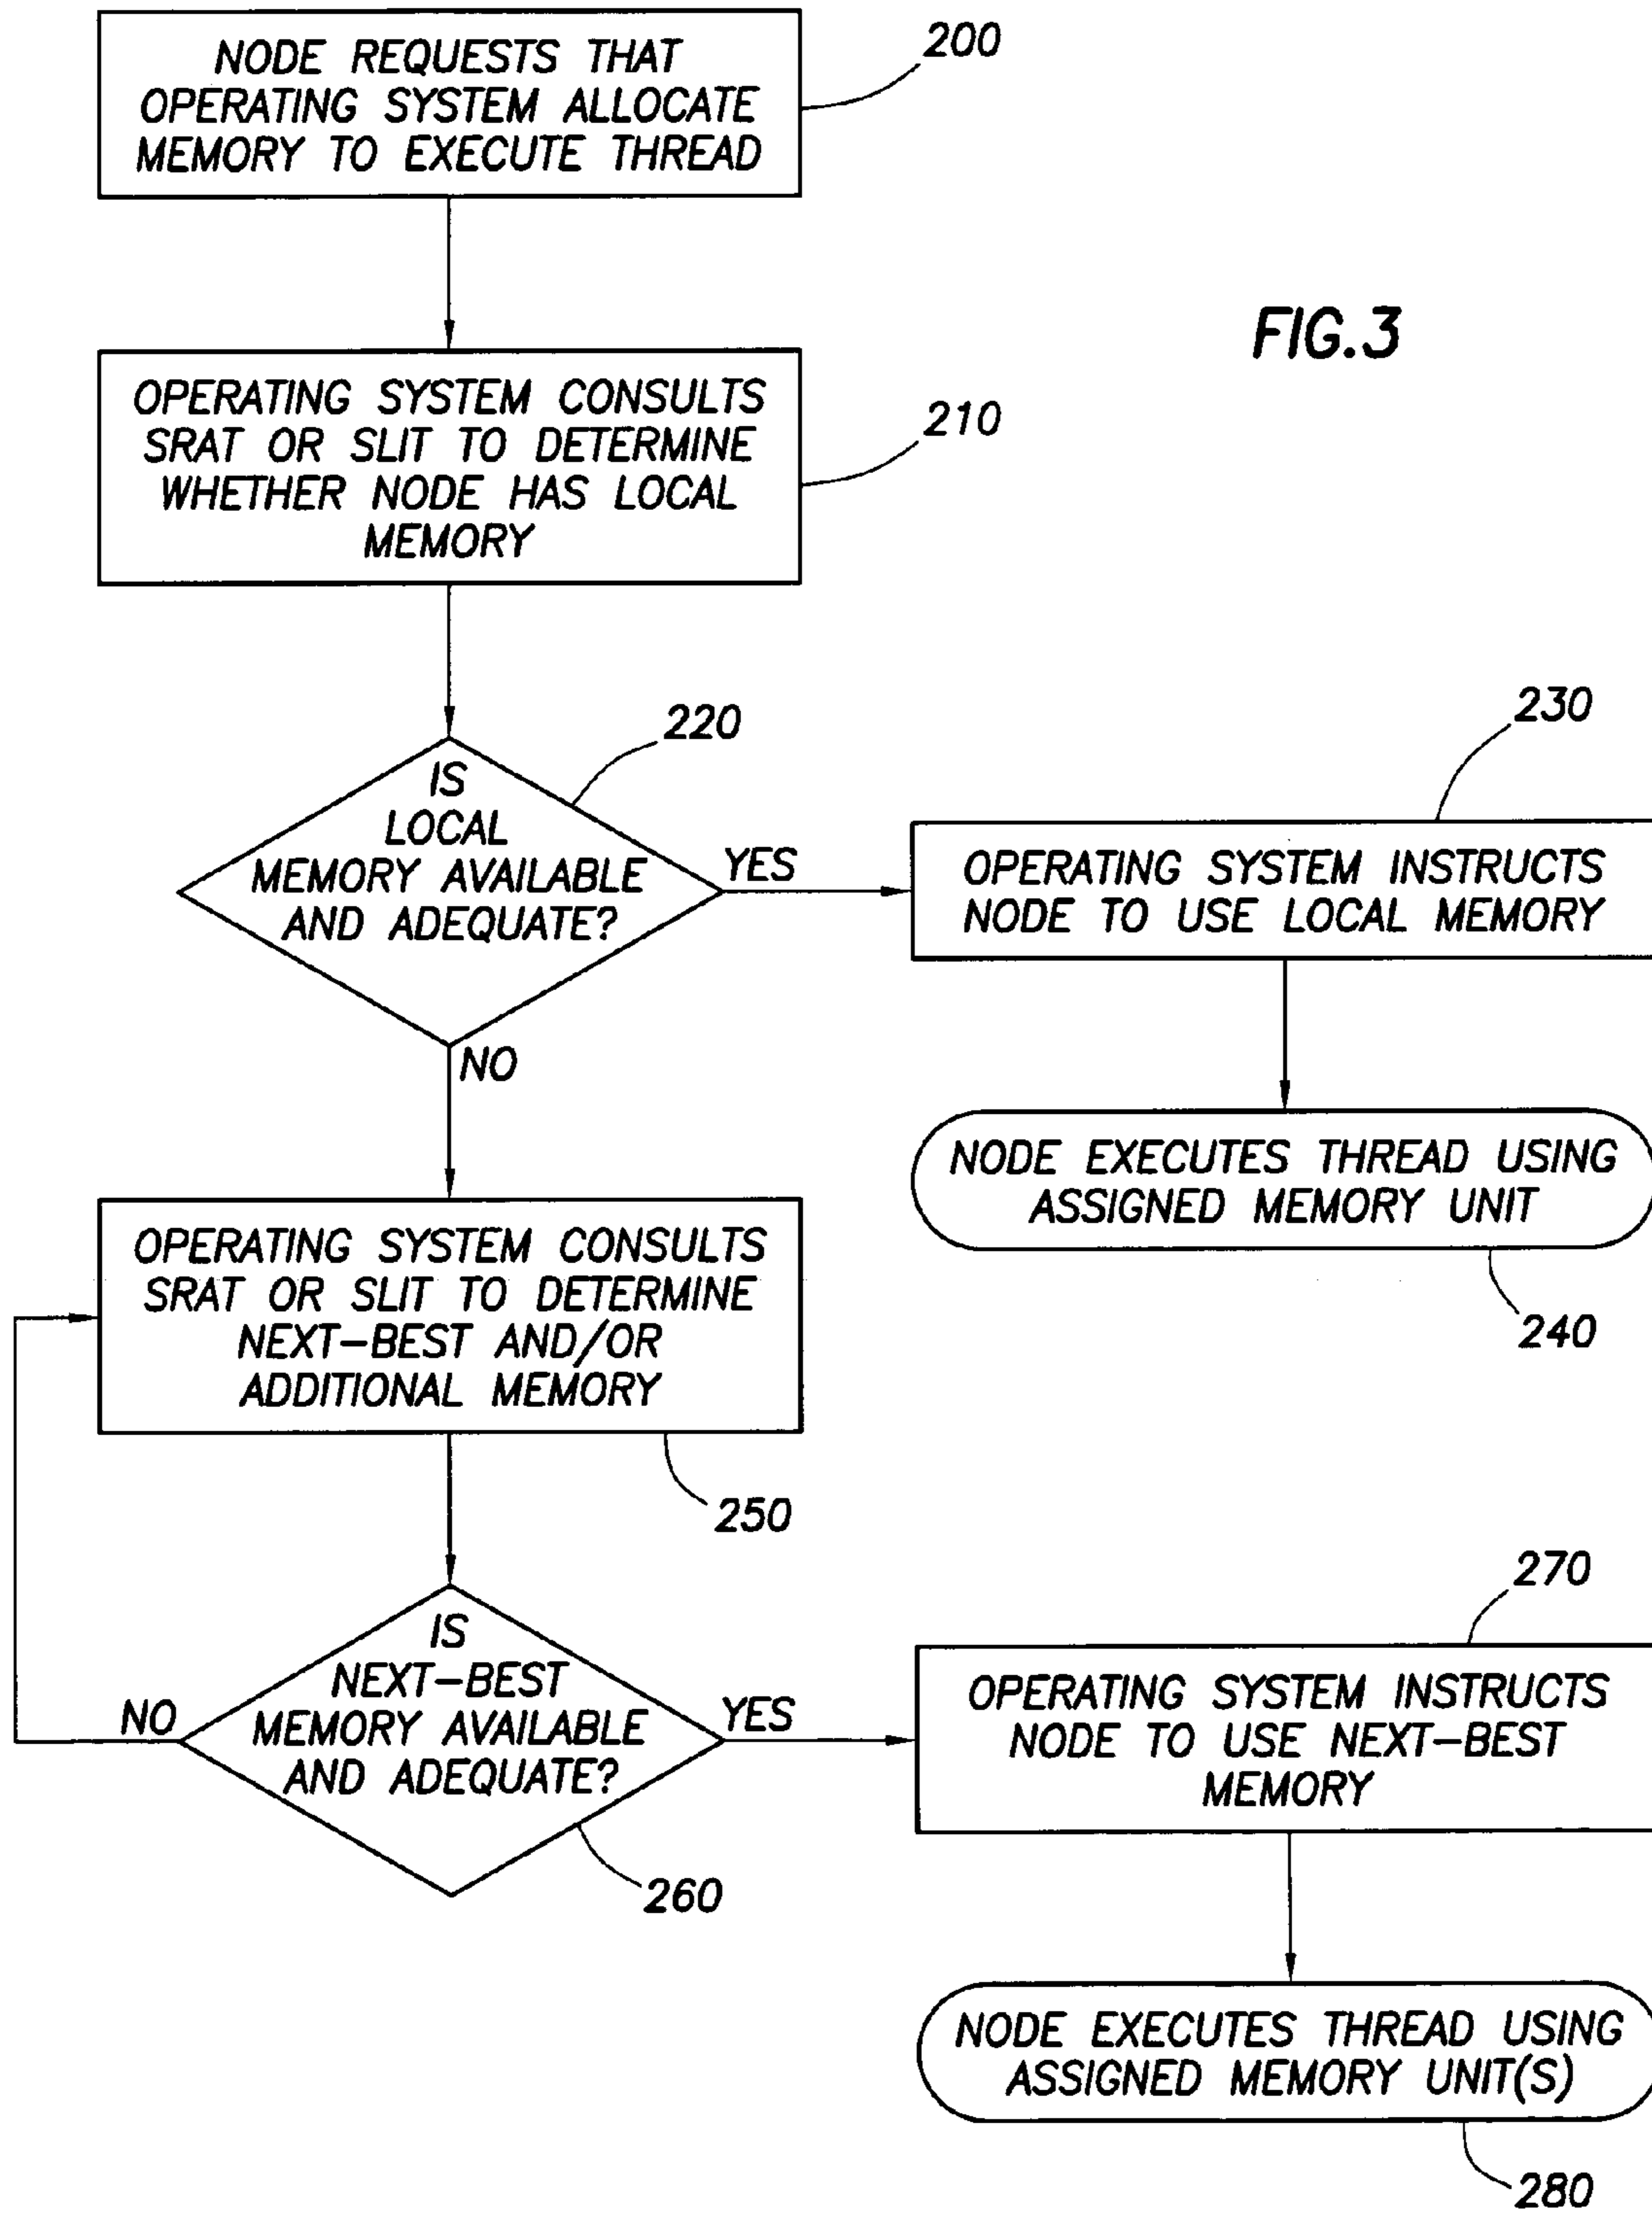 NODE REQUESTS THAT
OPERATING SYSTEM ALLOCATE
MEMORY TO EXECUTE THREAD
200
FIG.3
OPERATING SYSTEM CONSULTS
SRAT OR SLIT TO DETERMINE
WHETHER NODE HAS LOCAL
MEMORY
210
220
IS
LOCAL
MEMORY AVAILABLE
AND ADEQUATE?
YES
NO
230
OPERATING SYSTEM INSTRUCTS
NODE TO USE LOCAL MEMORY
NODE EXECUTES THREAD USING
ASSIGNED MEMORY UNIT
240
OPERATING SYSTEM CONSULTS
SRAT OR SLIT TO DETERMINE
NEXT-BEST AND/OR
ADDITIONAL MEMORY
250
IS
NEXT-BEST
MEMORY AVAILABLE
AND ADEQUATE?
NO
YES
260
270
OPERATING SYSTEM INSTRUCTS
NODE TO USE NEXT-BEST
MEMORY
NODE EXECUTES THREAD USING
ASSIGNED MEMORY UNIT(S)
280